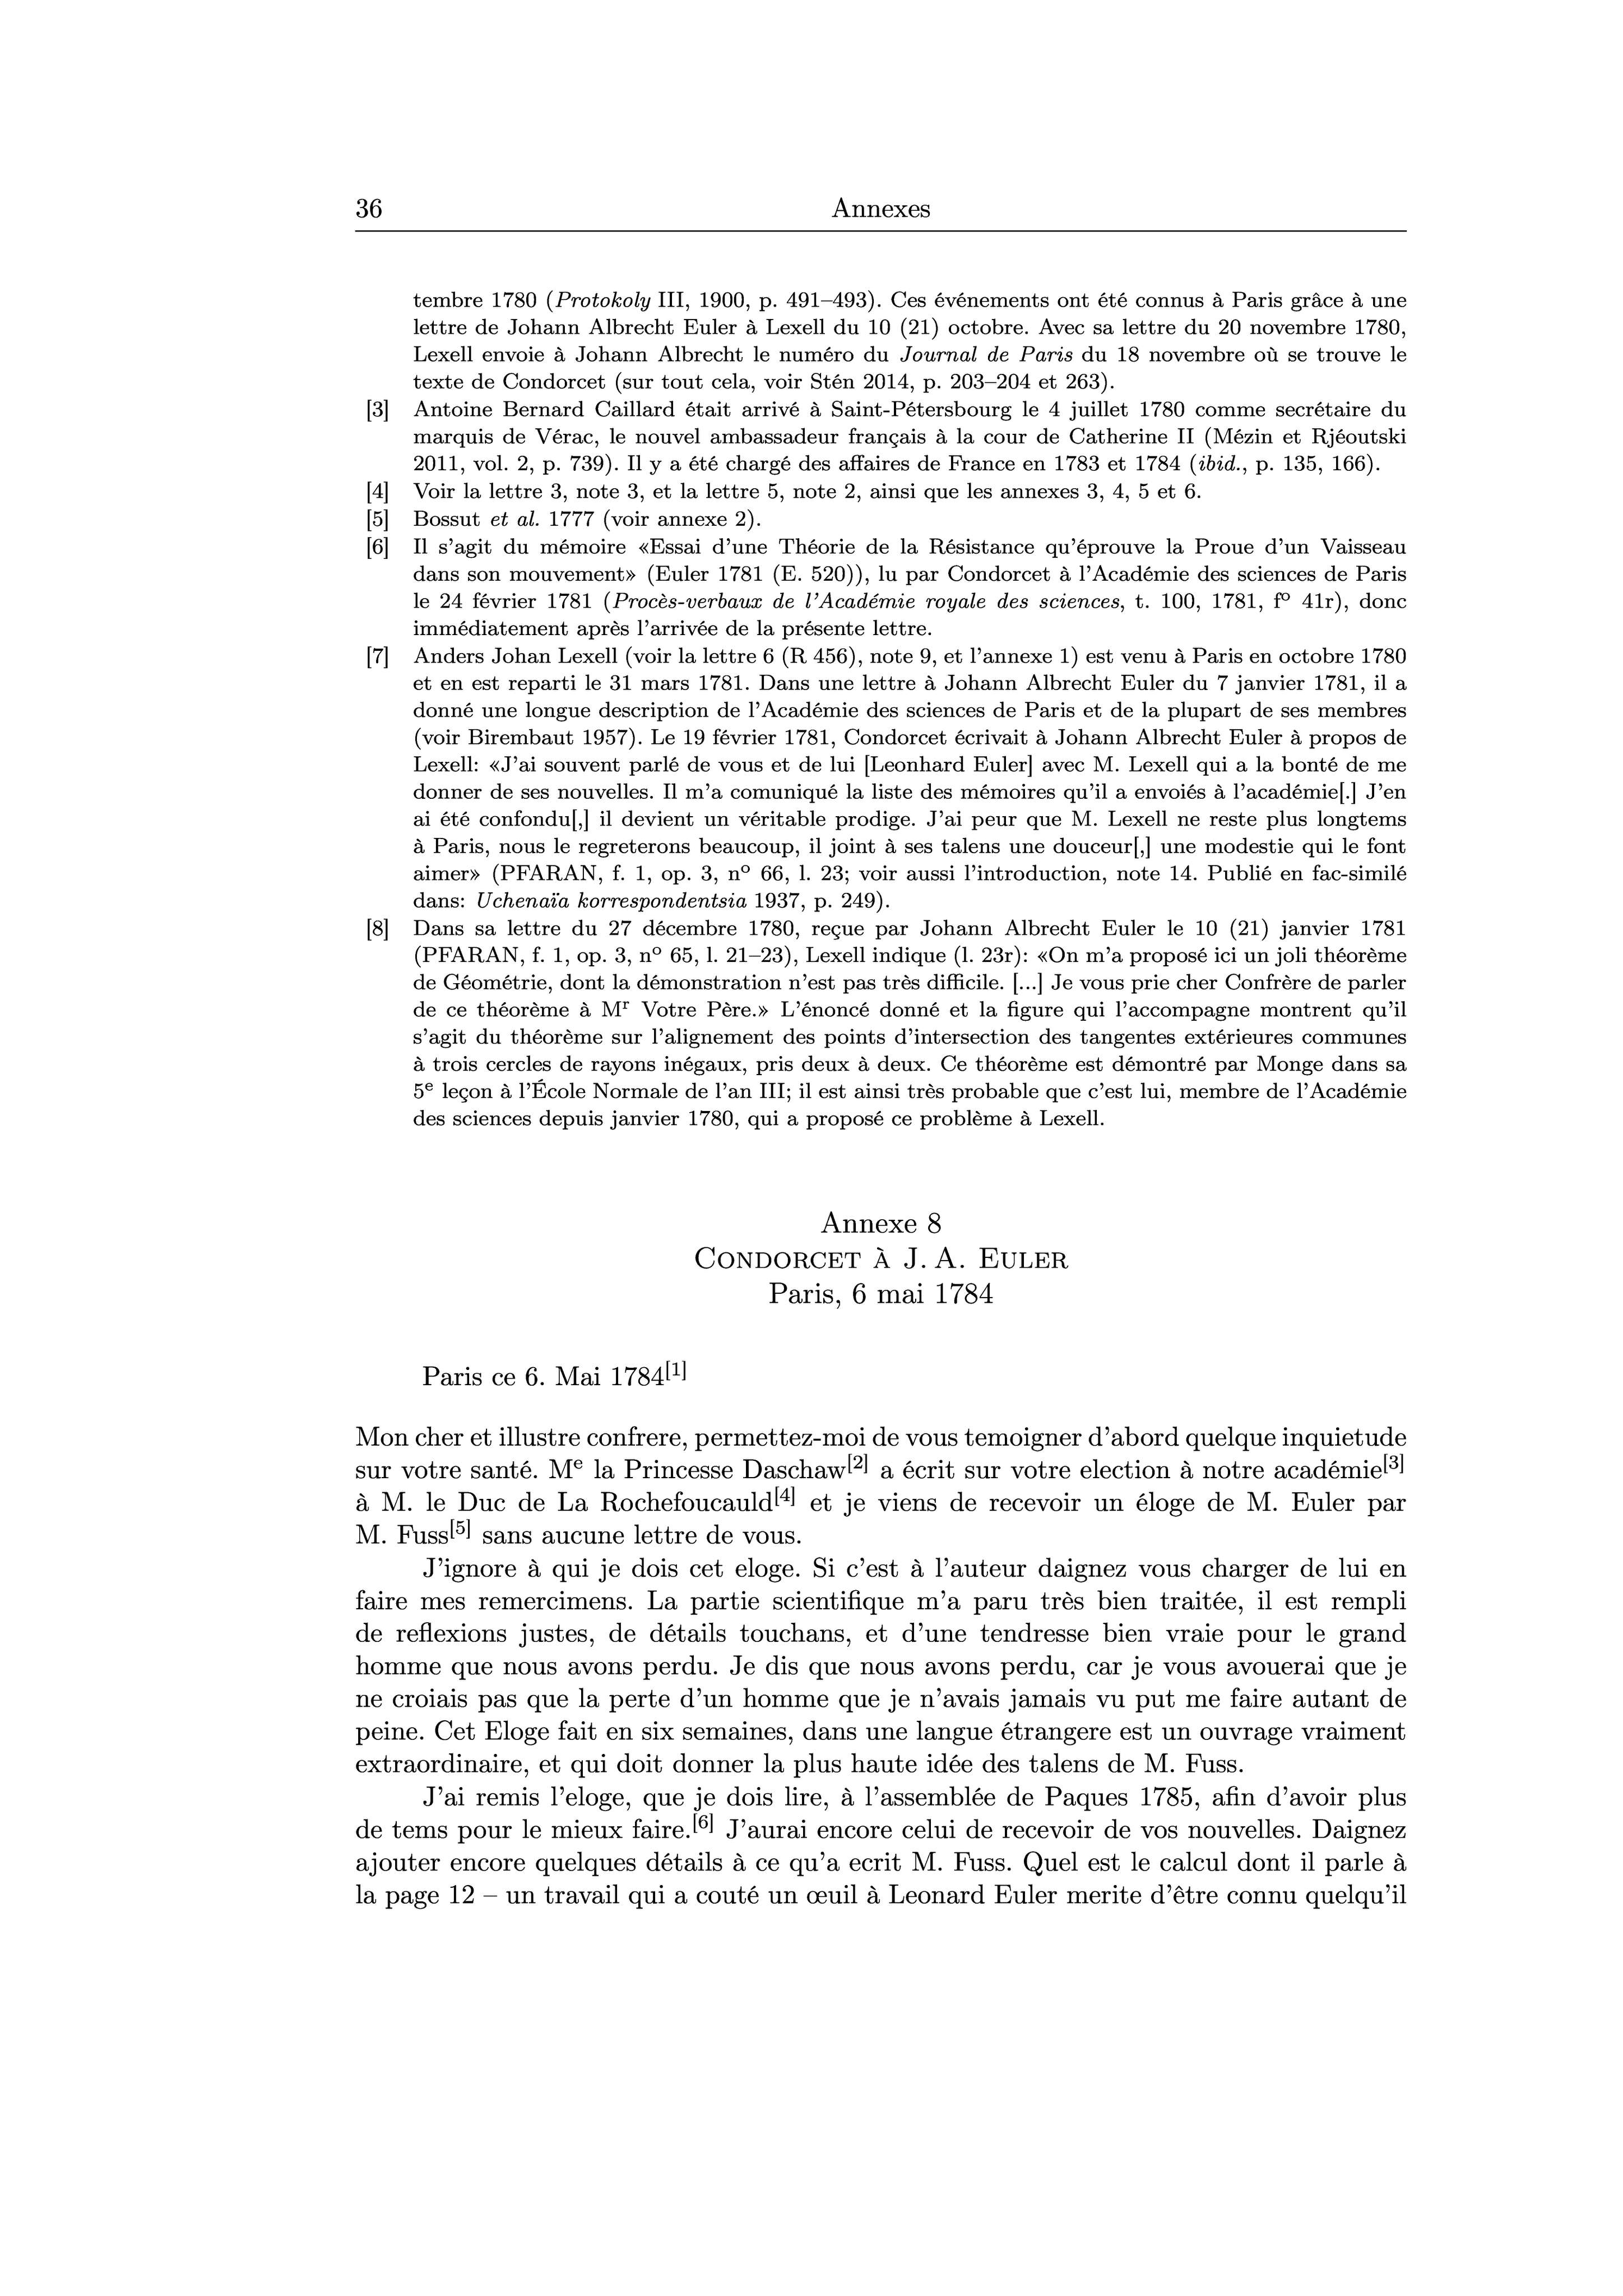 36 Annexes
tembre 1780 (Protokoly III, 1900, p. 491–493). Ces événements ont été connus à Paris grâce à une
lettre de Johann Albrecht Euler à Lexell du 10 (21) octobre. Avec sa lettre du 20 novembre 1780,
Lexell envoie à Johann Albrecht le numéro du Journal de Paris du 18 novembre où se trouve le
texte de Condorcet (sur tout cela, voir Stén 2014, p. 203–204 et 263).
[3] Antoine Bernard Caillard était arrivé à Saint-Pétersbourg le 4 juillet 1780 comme secrétaire du
marquis de Vérac, le nouvel ambassadeur français à la cour de Catherine II (Mézin et Rjéoutski
2011, vol. 2, p. 739). Il y a été chargé des affaires de France en 1783 et 1784 (ibid., p. 135, 166).
[4] Voir la lettre 3, note 3, et la lettre 5, note 2, ainsi que les annexes 3, 4, 5 et 6.
[5] Bossut et al. 1777 (voir annexe 2).
[6] Il s'agit du mémoire «Essai d'une Théorie de la Résistance qu'éprouve la Proue d'un Vaisseau
dans son mouvement» (Euler 1781 (E. 520)), lu par Condorcet à l'Académie des sciences de Paris
le 24 février 1781 (Procès-verbaux de l'Académie royale des sciences, t. 100, 1781, fº 41r), donc
immédiatement après l'arrivée de la présente lettre.
[7] Anders Johan Lexell (voir la lettre 6 (R 456), note 9, et l'annexe 1) est venu à Paris en octobre 1780
et en est reparti le 31 mars 1781. Dans une lettre à Johann Albrecht Euler du 7 janvier 1781, il a
donné une longue description de l'Académie des sciences de Paris et de la plupart de ses membres
(voir Birembaut 1957). Le 19 février 1781, Condorcet écrivait à Johann Albrecht Euler à propos de
Lexell: «J'ai souvent parlé de vous et de lui [Leonhard Euler] avec M. Lexell qui a la bonté de me
donner de ses nouvelles. Il m'a comuniqué la liste des mémoires qu'il a envoiés à l'académie[.] J'en
ai été confondu[,] il devient un véritable prodige. J'ai peur que M. Lexell ne reste plus longtems
à Paris, nous le regreterons beaucoup, il joint à ses talens une douceur[,] une modestie qui le font
aimer» (PFARAN, f. 1, op. 3, nº 66, l. 23; voir aussi l'introduction, note 14. Publié en fac-similé
dans: Uchenaïa korrespondentsia 1937, p. 249).
[8] Dans sa lettre du 27 décembre 1780, reçue par Johann Albrecht Euler le 10 (21) janvier 1781
(PFARAN, f. 1, op. 3, nº 65, l. 21–23), Lexell indique (l. 23r): «On m'a proposé ici un joli théorème
de Géométrie, dont la démonstration n'est pas très difficile. [...] Je vous prie cher Confrère de parler
de ce théorème à Mʳ Votre Père.» L'énoncé donné et la figure qui l'accompagne montrent qu'il
s'agit du théorème sur l'alignement des points d'intersection des tangentes extérieures communes
à trois cercles de rayons inégaux, pris deux à deux. Ce théorème est démontré par Monge dans sa
5ᵉ leçon à l'École Normale de l'an III; il est ainsi très probable que c'est lui, membre de l'Académie
des sciences depuis janvier 1780, qui a proposé ce problème à Lexell.
Annexe 8
Condorcet à J. A. Euler
Paris, 6 mai 1784
Paris ce 6. Mai 1784[1]
Mon cher et illustre confrere, permettez-moi de vous temoigner d'abord quelque inquietude
sur votre santé. Mᵉ la Princesse Daschaw[2] a écrit sur votre election à notre académie[3]
à M. le Duc de La Rochefoucauld[4] et je viens de recevoir un éloge de M. Euler par
M. Fuss[5] sans aucune lettre de vous.
J'ignore à qui je dois cet eloge. Si c'est à l'auteur daignez vous charger de lui en
faire mes remercimens. La partie scientifique m'a paru très bien traitée, il est rempli
de reflexions justes, de détails touchans, et d'une tendresse bien vraie pour le grand
homme que nous avons perdu. Je dis que nous avons perdu, car je vous avouerai que je
ne croiais pas que la perte d'un homme que je n'avais jamais vu put me faire autant de
peine. Cet Eloge fait en six semaines, dans une langue étrangere est un ouvrage vraiment
extraordinaire, et qui doit donner la plus haute idée des talens de M. Fuss.
J'ai remis l'eloge, que je dois lire, à l'assemblée de Paques 1785, afin d'avoir plus
de tems pour le mieux faire.[6] J'aurai encore celui de recevoir de vos nouvelles. Daignez
ajouter encore quelques détails à ce qu'a ecrit M. Fuss. Quel est le calcul dont il parle à
la page 12 – un travail qui a couté un œuil à Leonard Euler merite d'être connu quelqu'il